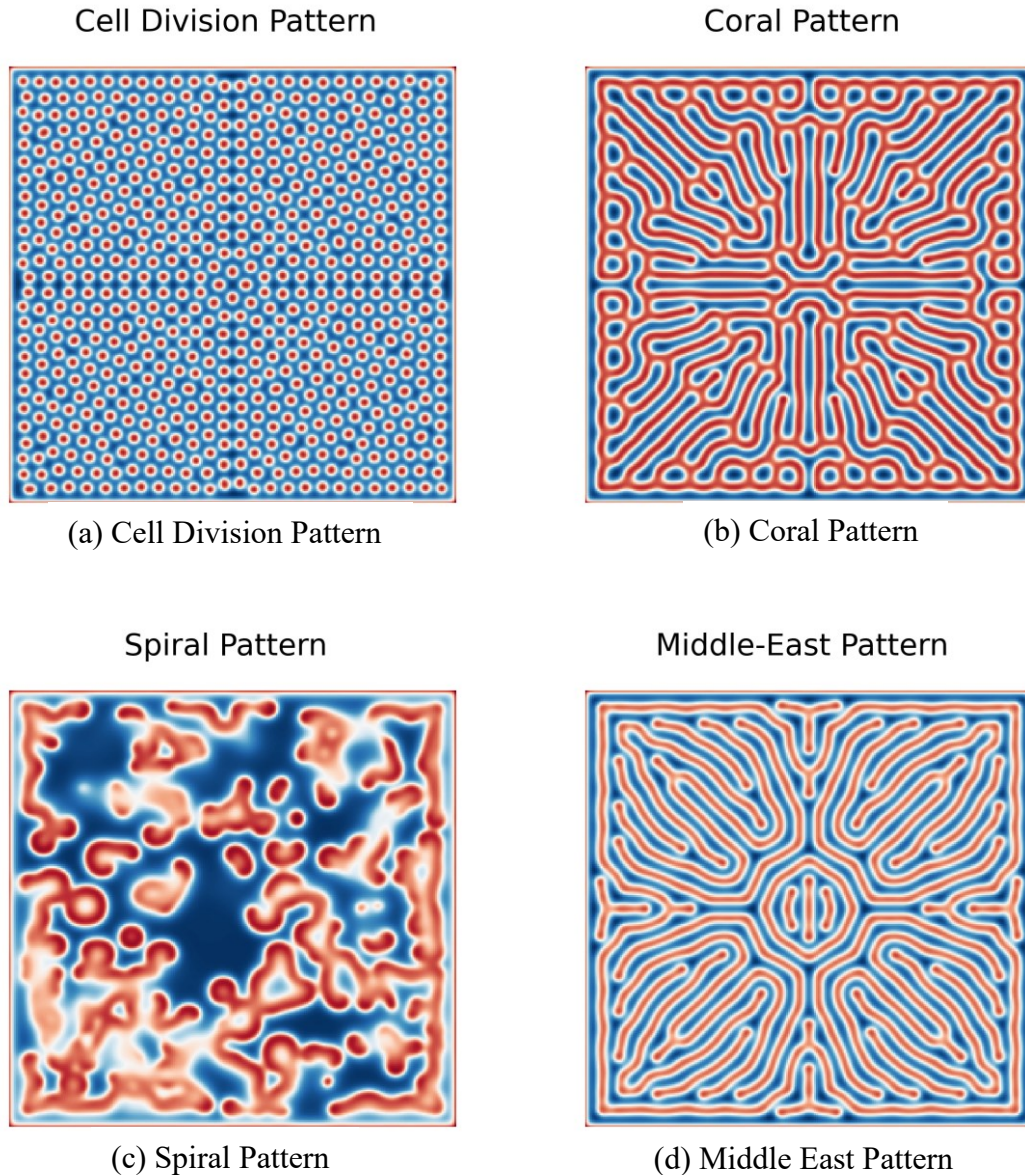 Cell Division Pattern
Coral Pattern
(a) Cell Division Pattern
(b) Coral Pattern
Spiral Pattern
Middle-East Pattern
(c) Spiral Pattern
(d) Middle East Pattern